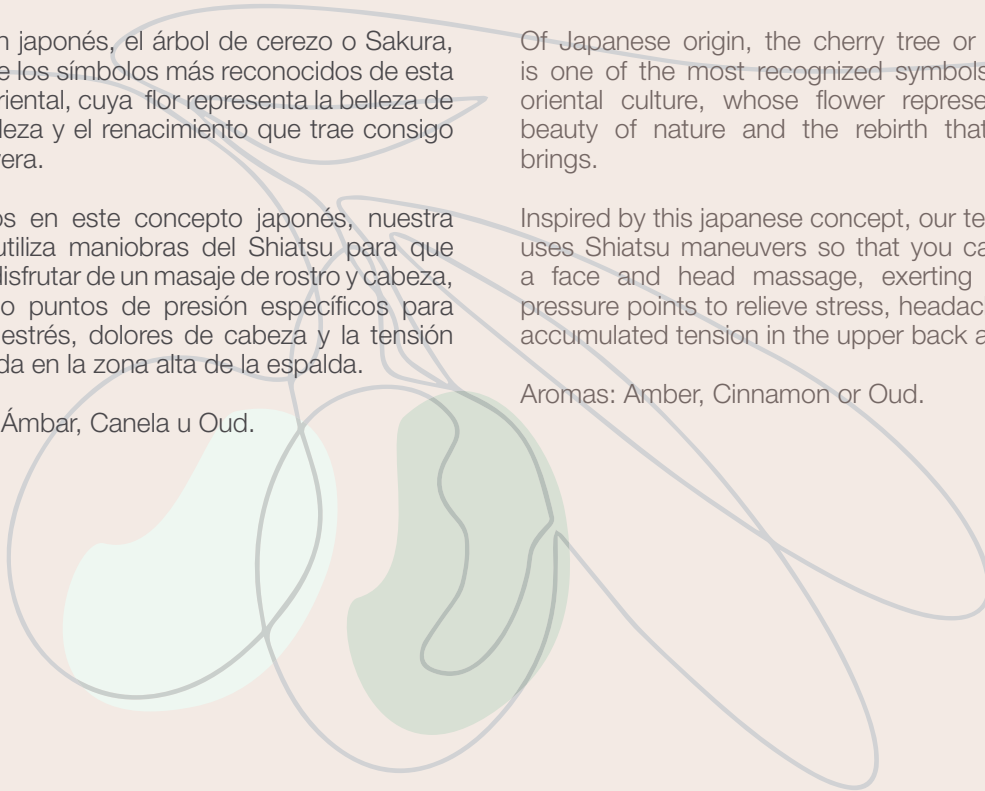 n japonés, el árbol de cerezo o Sakura,
e los símbolos más reconocidos de esta
riental, cuya flor representa la belleza de
leza y el renacimiento que trae consigo
vera.
os en este concepto japonés, nuestra
utiliza maniobras del Shiatsu para que
disfrutar de un masaje de rostro y cabeza,
o puntos de presión específicos para
estrés, dolores de cabeza y la tensión
da en la zona alta de la espalda.
Ámbar, Canela u Oud.
Of Japanese origin, the cherry tree or
is one of the most recognized symbols
oriental culture, whose flower represe
beauty of nature and the rebirth that
brings.
Inspired by this japanese concept, our te
uses Shiatsu maneuvers so that you ca
a face and head massage, exerting
pressure points to relieve stress, headac
accumulated tension in the upper back a
Aromas: Amber, Cinnamon or Oud.